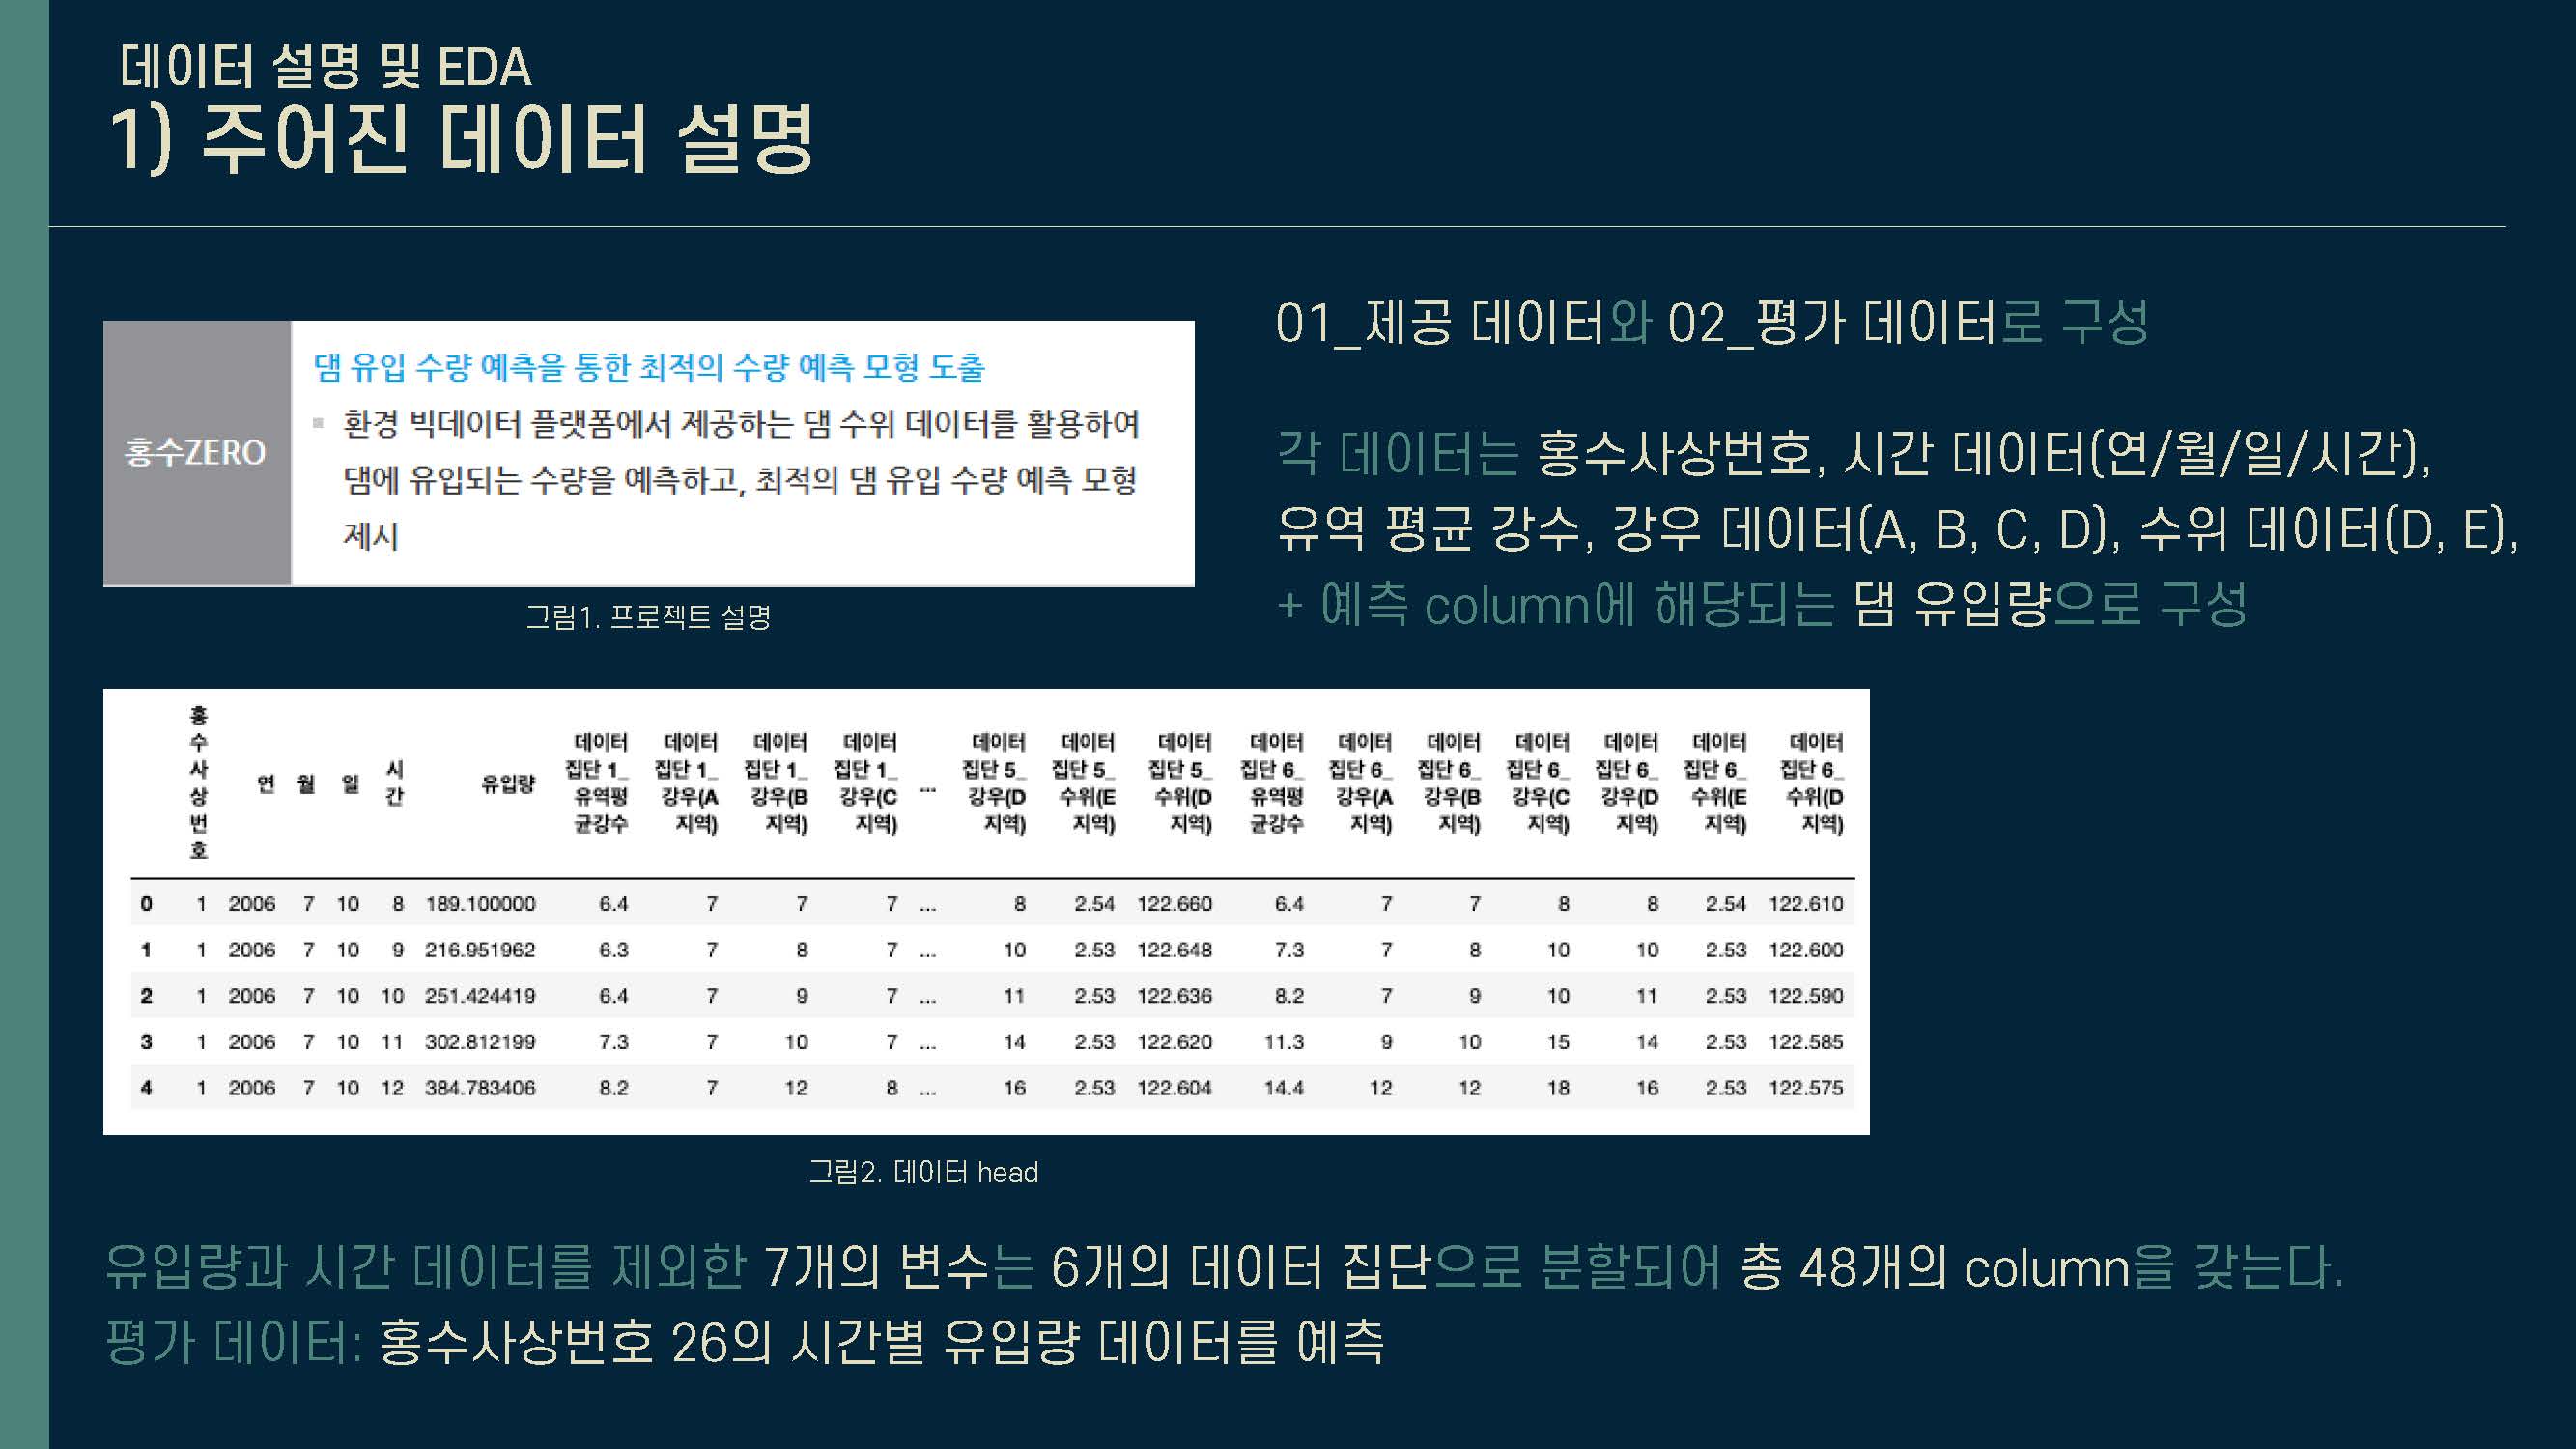 데이터 설명 및 EDA
1) 주어진 데이터 설명
홍수ZERO
댐 유입 수량 예측을 통한 최적의 수량 예측 모형 도출
▪ 환경 빅데이터 플랫폼에서 제공하는 댐 수위 데이터를 활용하여
댐에 유입되는 수량을 예측하고, 최적의 댐 유입 수량 예측 모형
제시
그림1. 프로젝트 설명
01_제공 데이터와 02_평가 데이터로 구성
각 데이터는 홍수사상번호, 시간 데이터(연/월/일/시간),
유역 평균 강수, 강우 데이터(A, B, C, D), 수위 데이터(D, E),
+ 예측 column에 해당되는 댐 유입량으로 구성
홍수사상번호 연 월 일 시간 유입량 데이터집단 1_유역평균강수 데이터집단 1_강우(A지역) 데이터집단 1_강우(B지역) 데이터집단 1_강우(C지역) ... 데이터집단 5_강우(D지역) 데이터집단 5_수위(E지역) 데이터집단 5_수위(D지역) 데이터집단 6_유역평균강수 데이터집단 6_강우(A지역) 데이터집단 6_강우(B지역) 데이터집단 6_강우(C지역) 데이터집단 6_강우(D지역) 데이터집단 6_수위(E지역) 데이터집단 6_수위(D지역)
0 1 2006 7 10 8 189.100000 6.4 7 7 7 ... 8 2.54 122.660 6.4 7 7 8 8 2.54 122.610
1 1 2006 7 10 9 216.951962 6.3 7 8 7 ... 10 2.53 122.648 7.3 7 8 10 10 2.53 122.600
2 1 2006 7 10 10 251.424419 6.4 7 9 7 ... 11 2.53 122.636 8.2 7 9 10 11 2.53 122.590
3 1 2006 7 10 11 302.812199 7.3 7 10 7 ... 14 2.53 122.620 11.3 9 10 15 14 2.53 122.585
4 1 2006 7 10 12 384.783406 8.2 7 12 8 ... 16 2.53 122.604 14.4 12 12 18 16 2.53 122.575
그림2. 데이터 head
유입량과 시간 데이터를 제외한 7개의 변수는 6개의 데이터 집단으로 분할되어 총 48개의 column을 갖는다.
평가 데이터: 홍수사상번호 26의 시간별 유입량 데이터를 예측